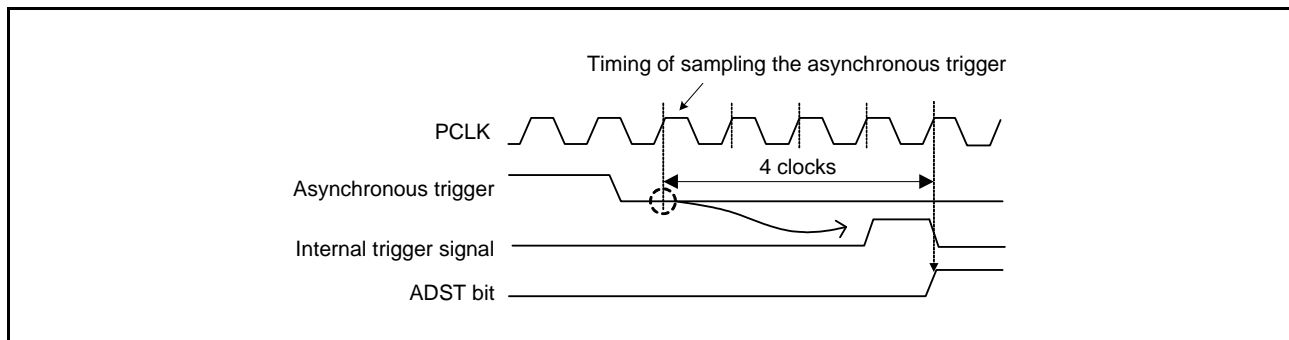 Timing of sampling the asynchronous trigger
PCLK
4 clocks
Asynchronous trigger
Internal trigger signal
ADST bit